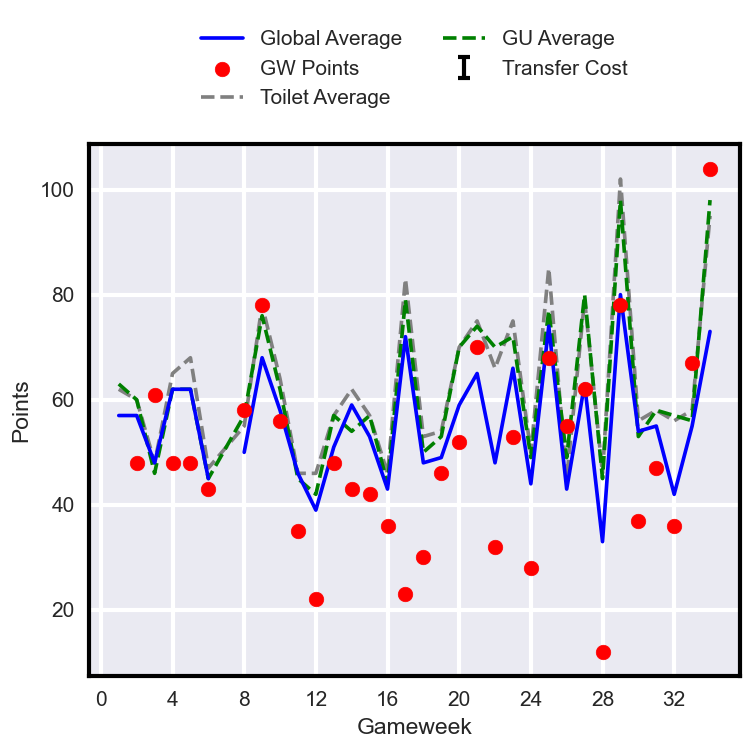 Global Average
GW Points
Toilet Average
GU Average
Transfer Cost
100
80
60
40
20
Points
0 4 8 12 16 20 24 28 32
Gameweek